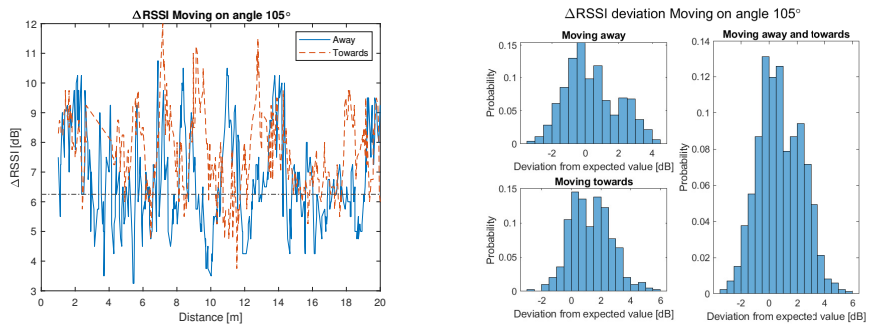 ΔRSSI Moving on angle 105°
12
11
10
9
8
7
6
5
4
3
ΔRSSI [dB]
Away
Towards
0 2 4 6 8 10 12 14 16 18 20
Distance [m]
ΔRSSI deviation Moving on angle 105°
Moving away
0.15
0.1
0.05
0
Probability
-2 0 2 4
Deviation from expected value [dB]
Moving towards
0.15
0.1
0.05
0
Probability
-2 0 2 4 6
Deviation from expected value [dB]
Moving away and towards
0.14
0.12
0.1
0.08
0.06
0.04
0.02
0
Probability
-2 0 2 4 6
Deviation from expected value [dB]